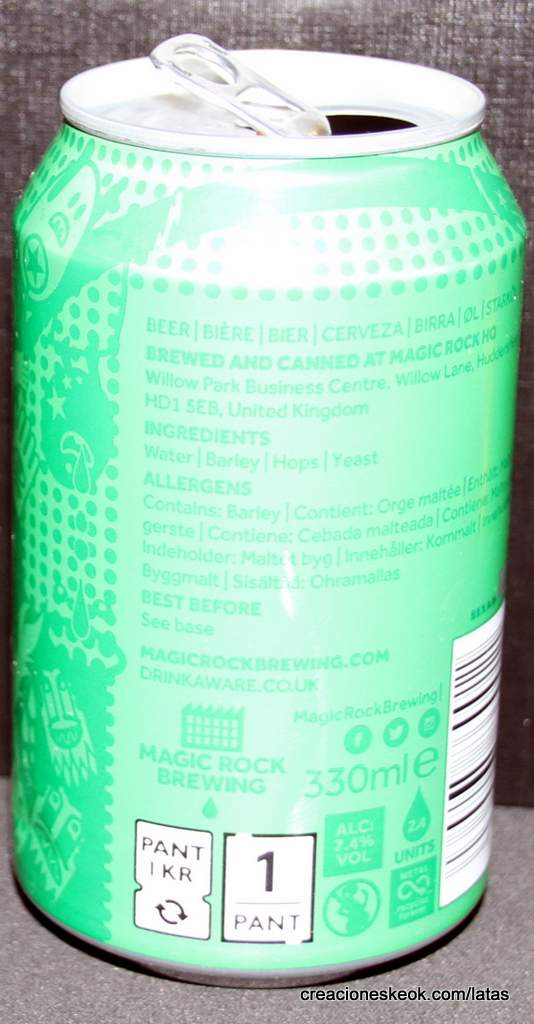 BEER | BIÈRE | BIER | CERVEZA | BIRRA | ØL |
BREWED AND CANNED AT MAGIC ROCK HQ
Willow Park Business Centre, Willow Lane,
HD1 5EB, United Kingdom
INGREDIENTS
Water | Barley | Hops | Yeast
ALLERGENS
Contains: Barley | Contient: Orge maltée |
gerste | Contiene: Cebada malteada |
Indeholder: Maltet byg | Innehåller: Kornmalt |
Byggmalt | Sisältää: Ohramallas
BEST BEFORE
See base
MAGICROCKBREWING.COM
DRINKAWARE.CO.UK
MagicRockBrewing |
MAGIC ROCK
BREWING
330ml e
ALC:
7.4%
VOL
2.4
UNITS
METAL
recycles
forever
PANT
1 KR
1
PANT
creacioneskeok.com/latas